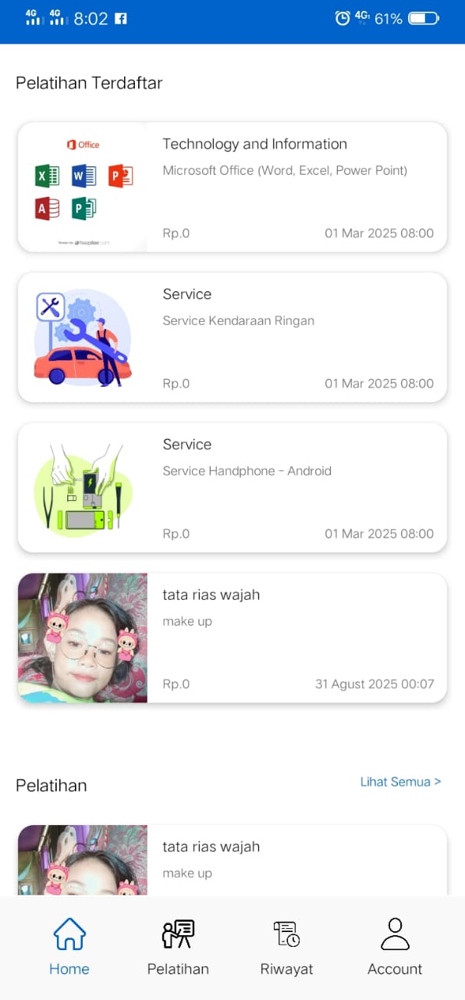 4G 4G 8:02 4G 61%
Pelatihan Terdaftar
Office
Technology and Information
Microsoft Office (Word, Excel, Power Point)
X W P
A P
Rp.0 01 Mar 2025 08:00
Service
Service Kendaraan Ringan
Rp.0 01 Mar 2025 08:00
Service
Service Handphone - Android
Rp.0 01 Mar 2025 08:00
tata rias wajah
make up
Rp.0 31 Agust 2025 00:07
Pelatihan Lihat Semua >
tata rias wajah
make up
Home Pelatihan Riwayat Account